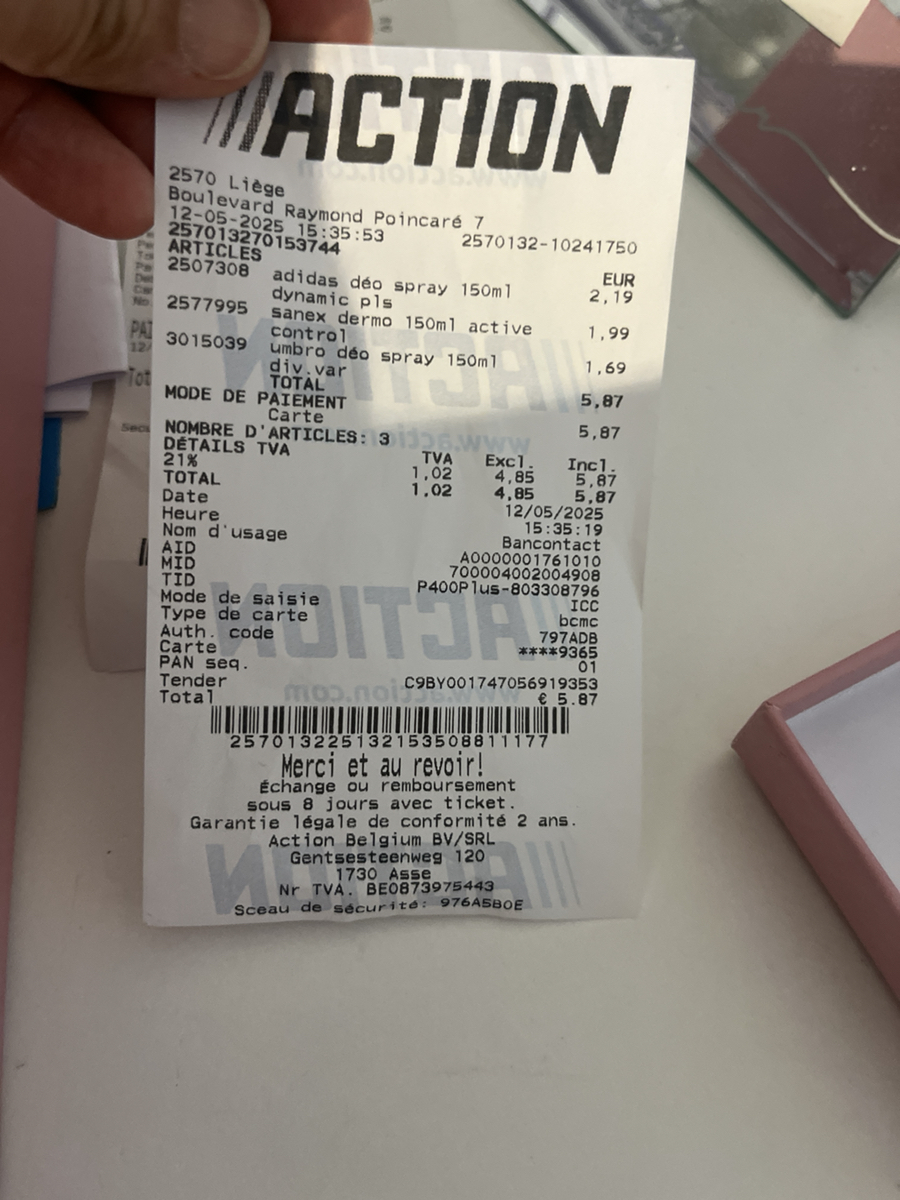 ACTION
2570 Liège
Boulevard Raymond Poincaré 7
12-05-2025 15:35:53 2570132-10241750
257013270153744
ARTICLES EUR
2507308 adidas déo spray 150ml 2,19
dynamic pls
2577995 sanex dermo 150ml active 1,99
control
3015039 umbro déo spray 150ml 1,69
div.var
TOTAL 5,87
MODE DE PAIEMENT
Carte 5,87
NOMBRE D'ARTICLES: 3
DÉTAILS TVA TVA Excl. Incl.
21% 1,02 4,85 5,87
TOTAL 1,02 4,85 5,87
Date 12/05/2025
Heure 15:35:19
Nom d'usage Bancontact
AID A0000001761010
MID 700004002004908
TID P400Plus-803308796
Mode de saisie ICC
Type de carte bcmc
Auth. code 797ADB
Carte ****9365
PAN seq. 01
Tender C9BY001747056919353
Total € 5.87
257013225132153508811177
Merci et au revoir!
Échange ou remboursement
sous 8 jours avec ticket.
Garantie légale de conformité 2 ans.
Action Belgium BV/SRL
Gentsesteenweg 120
1730 Asse
Nr TVA. BE0873975443
Sceau de sécurité: 976A5B0E